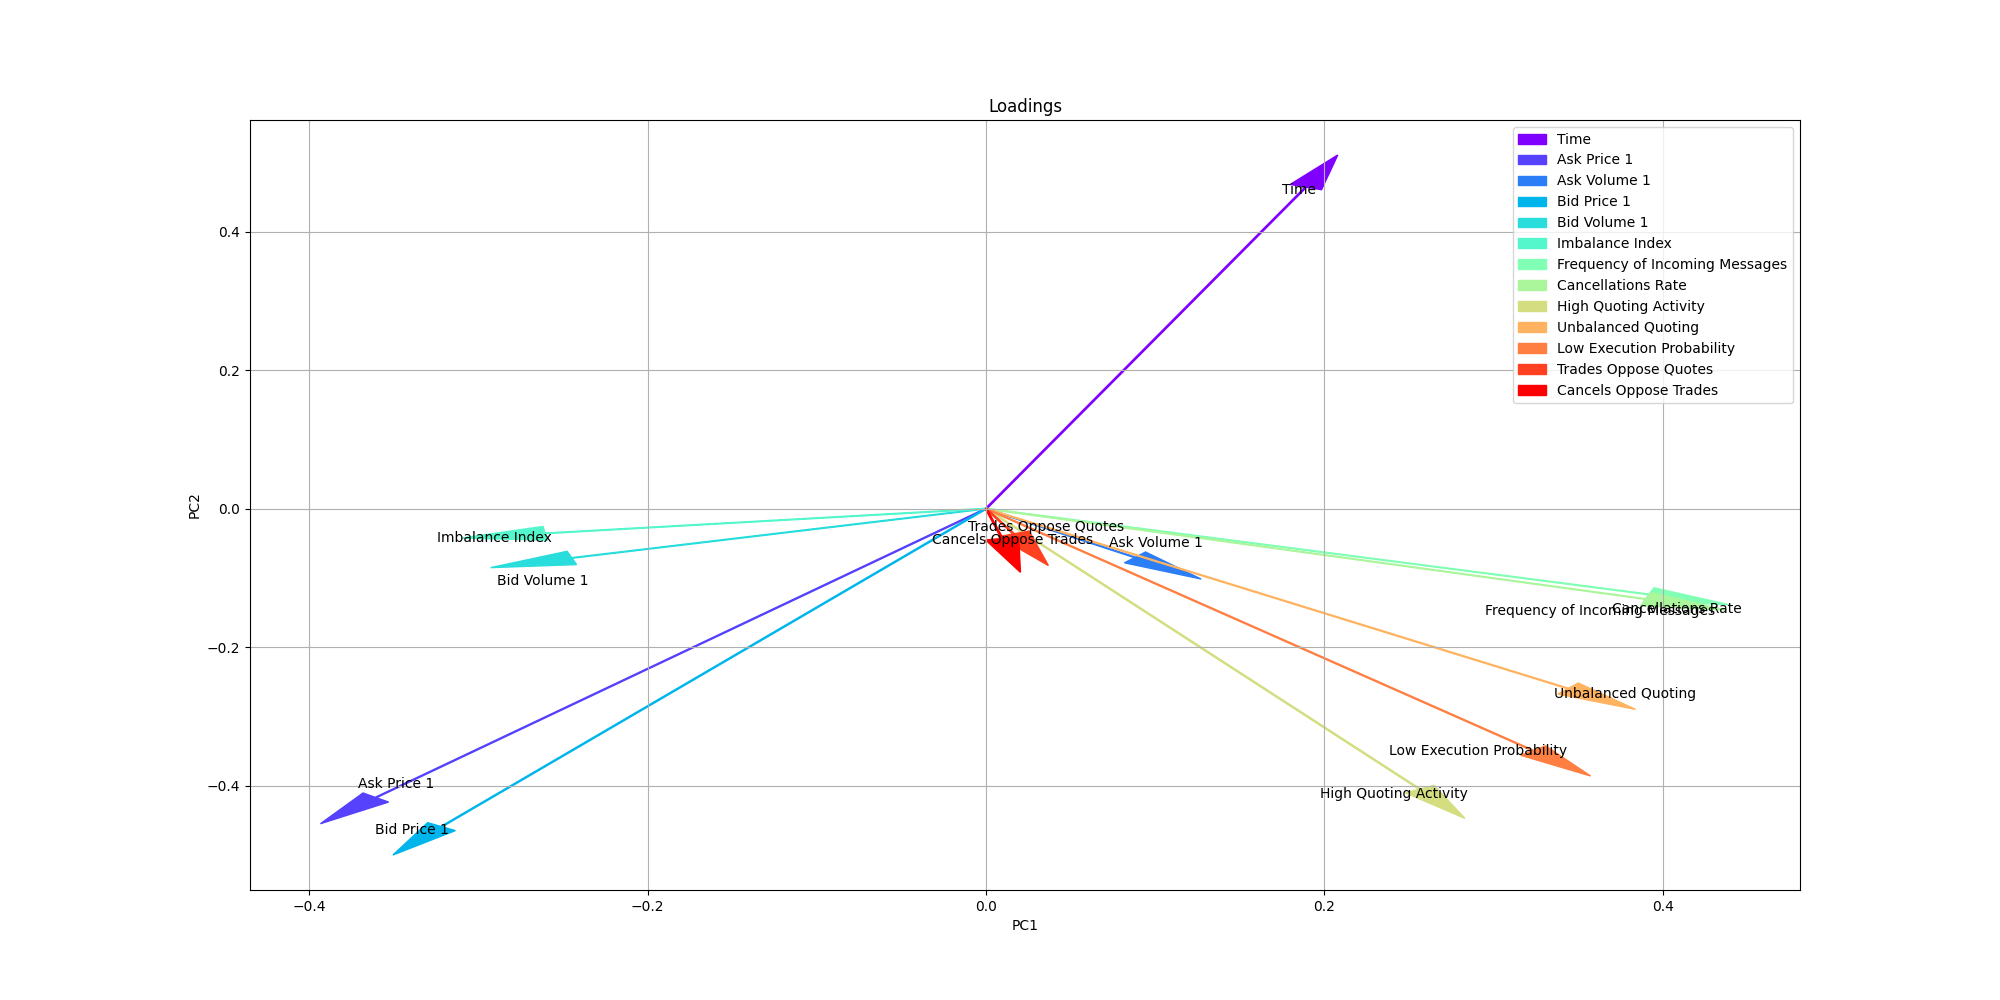 Loadings
Time
Ask Price 1
Ask Volume 1
Bid Price 1
Bid Volume 1
Imbalance Index
Frequency of Incoming Messages
Cancellations Rate
High Quoting Activity
Unbalanced Quoting
Low Execution Probability
Trades Oppose Quotes
Cancels Oppose Trades
Time
0.4
0.2
0.0
−0.2
−0.4
PC2
Trades Oppose Quotes
Cancels Oppose Trades
Ask Volume 1
Imbalance Index
Bid Volume 1
Cancellations Rate
Frequency of Incoming Messages
Unbalanced Quoting
Low Execution Probability
Ask Price 1
High Quoting Activity
Bid Price 1
−0.4
−0.2
0.0
0.2
0.4
PC1